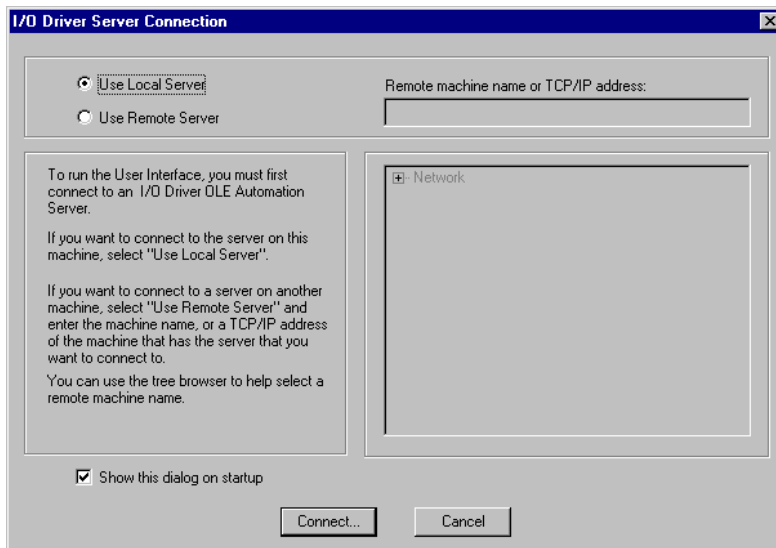 I/O Driver Server Connection
Use Local Server
Use Remote Server
Remote machine name or TCP/IP address:
To run the User Interface, you must first
connect to an I/O Driver OLE Automation
Server.
If you want to connect to the server on this
machine, select "Use Local Server".
If you want to connect to a server on another
machine, select "Use Remote Server" and
enter the machine name, or a TCP/IP address
of the machine that has the server that you
want to connect to.
You can use the tree browser to help select a
remote machine name.
Network
Show this dialog on startup
Connect...
Cancel